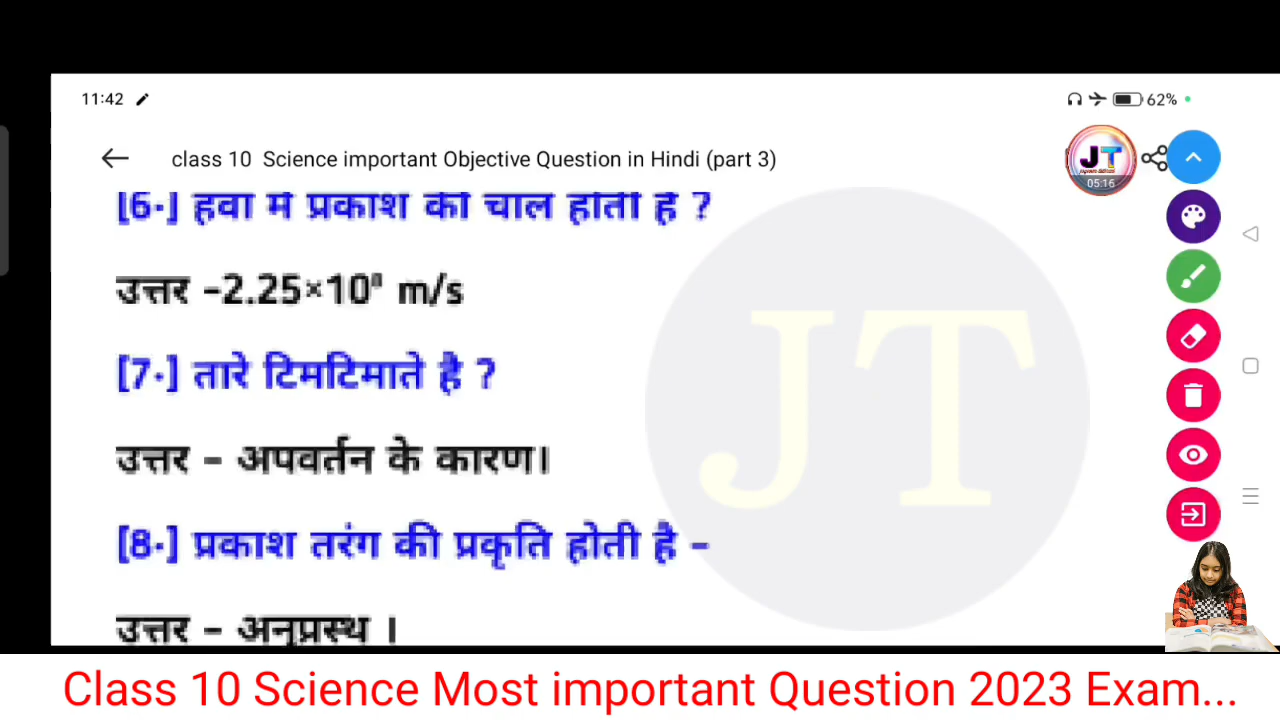 11:42
62%
class 10 Science important Objective Question in Hindi (part 3)
JT
05:16
[6·] हवा में प्रकाश की चाल होती है ?
उत्तर –2.25×10⁸ m/s
[7·] तारे टिमटिमाते है ?
उत्तर – अपवर्तन के कारण।
[8·] प्रकाश तरंग की प्रकृति होती है –
उत्तर – अनुप्रस्थ ।
JT
Class 10 Science Most important Question 2023 Exam...